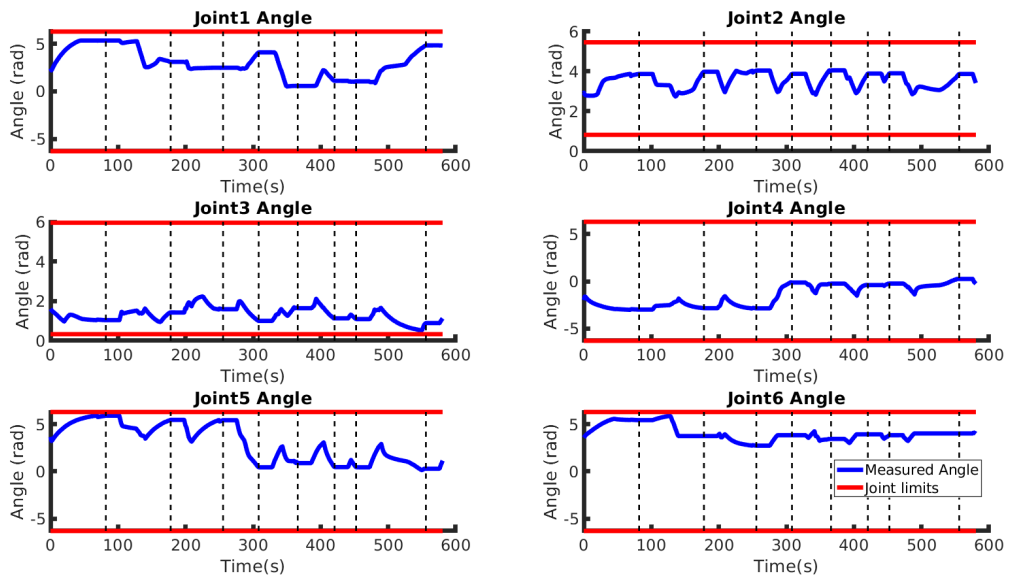 Joint1 Angle
Angle (rad)
5
0
-5
0 100 200 300 400 500 600
Time(s)
Joint2 Angle
Angle (rad)
6
4
2
0
0 100 200 300 400 500 600
Time(s)
Joint3 Angle
Angle (rad)
6
4
2
0
0 100 200 300 400 500 600
Time(s)
Joint4 Angle
Angle (rad)
5
0
-5
0 100 200 300 400 500 600
Time(s)
Joint5 Angle
Angle (rad)
5
0
-5
0 100 200 300 400 500 600
Time(s)
Joint6 Angle
Angle (rad)
5
0
-5
Measured Angle
Joint limits
0 100 200 300 400 500 600
Time(s)